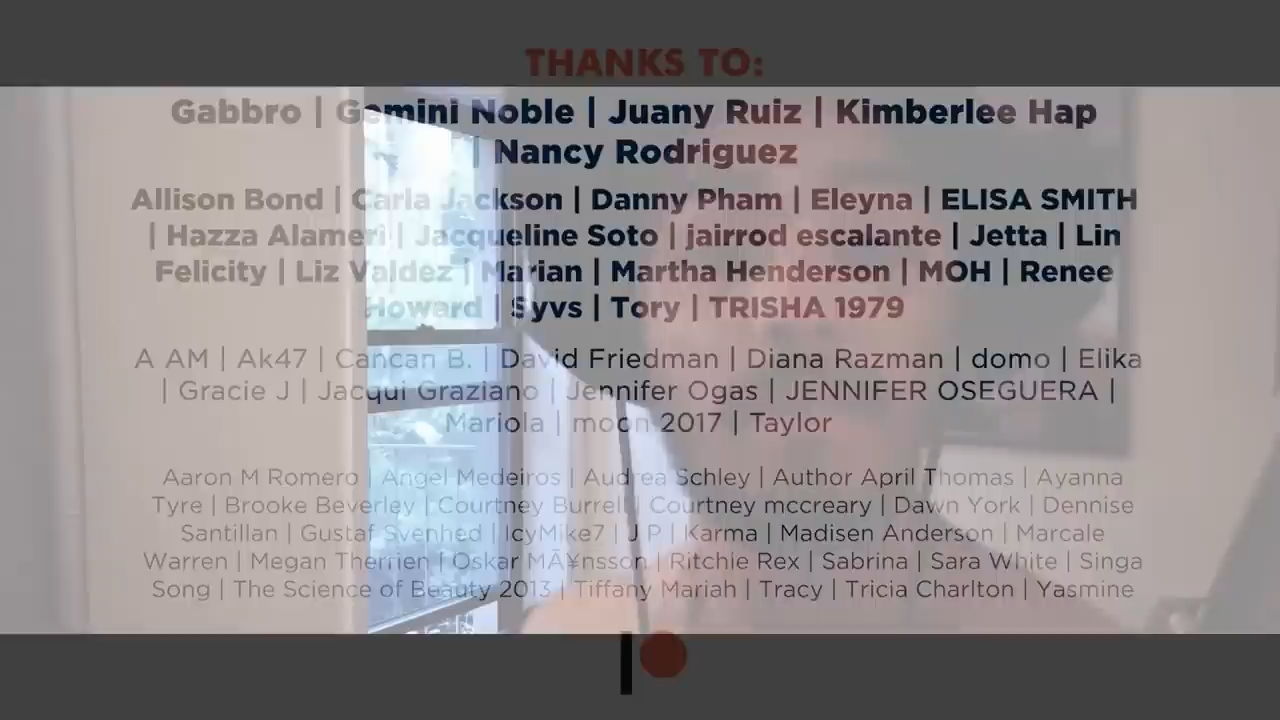 THANKS TO:
Gabbro | Gemini Noble | Juany Ruiz | Kimberlee Hap
| Nancy Rodriguez
Allison Bond | Carla Jackson | Danny Pham | Eleyna | ELISA SMITH
| Hazza Alameri | Jacqueline Soto | jairrod escalante | Jetta | Lin
Felicity | Liz Valdez | Marian | Martha Henderson | MOH | Renee
Howard | Syvs | Tory | TRISHA 1979
A AM | Ak47 | Cancan B. | David Friedman | Diana Razman | domo | Elika
| Gracie J | Jacqui Graziano | Jennifer Ogas | JENNIFER OSEGUERA |
Mariola | moon 2017 | Taylor
Aaron M Romero | Angel Medeiros | Audrea Schley | Author April Thomas | Ayanna
Tyre | Brooke Beverley | Courtney Burrell | Courtney mccreary | Dawn York | Dennise
Santillan | Gustaf Svenhed | IcyMike7 | J P | Karma | Madisen Anderson | Marcale
Warren | Megan Therrien | Oskar MÃ¥nsson | Ritchie Rex | Sabrina | Sara White | Singa
Song | The Science of Beauty 2013 | Tiffany Mariah | Tracy | Tricia Charlton | Yasmine